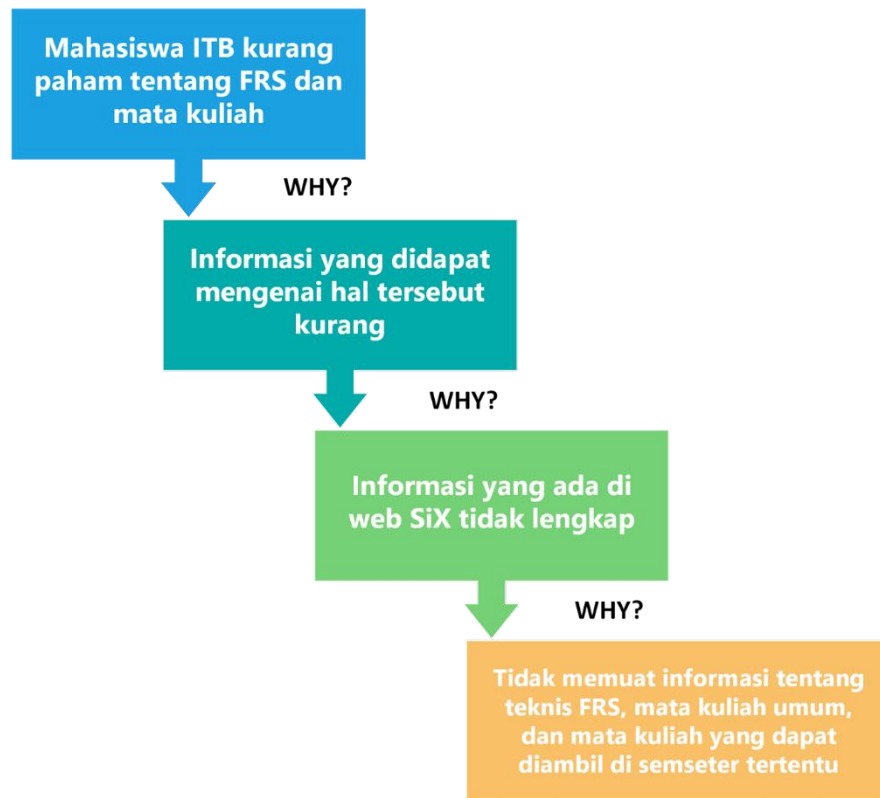 Mahasiswa ITB kurang
paham tentang FRS dan
mata kuliah
WHY?
Informasi yang didapat
mengenai hal tersebut
kurang
WHY?
Informasi yang ada di
web SiX tidak lengkap
WHY?
Tidak memuat informasi tentang
teknis FRS, mata kuliah umum,
dan mata kuliah yang dapat
diambil di semseter tertentu